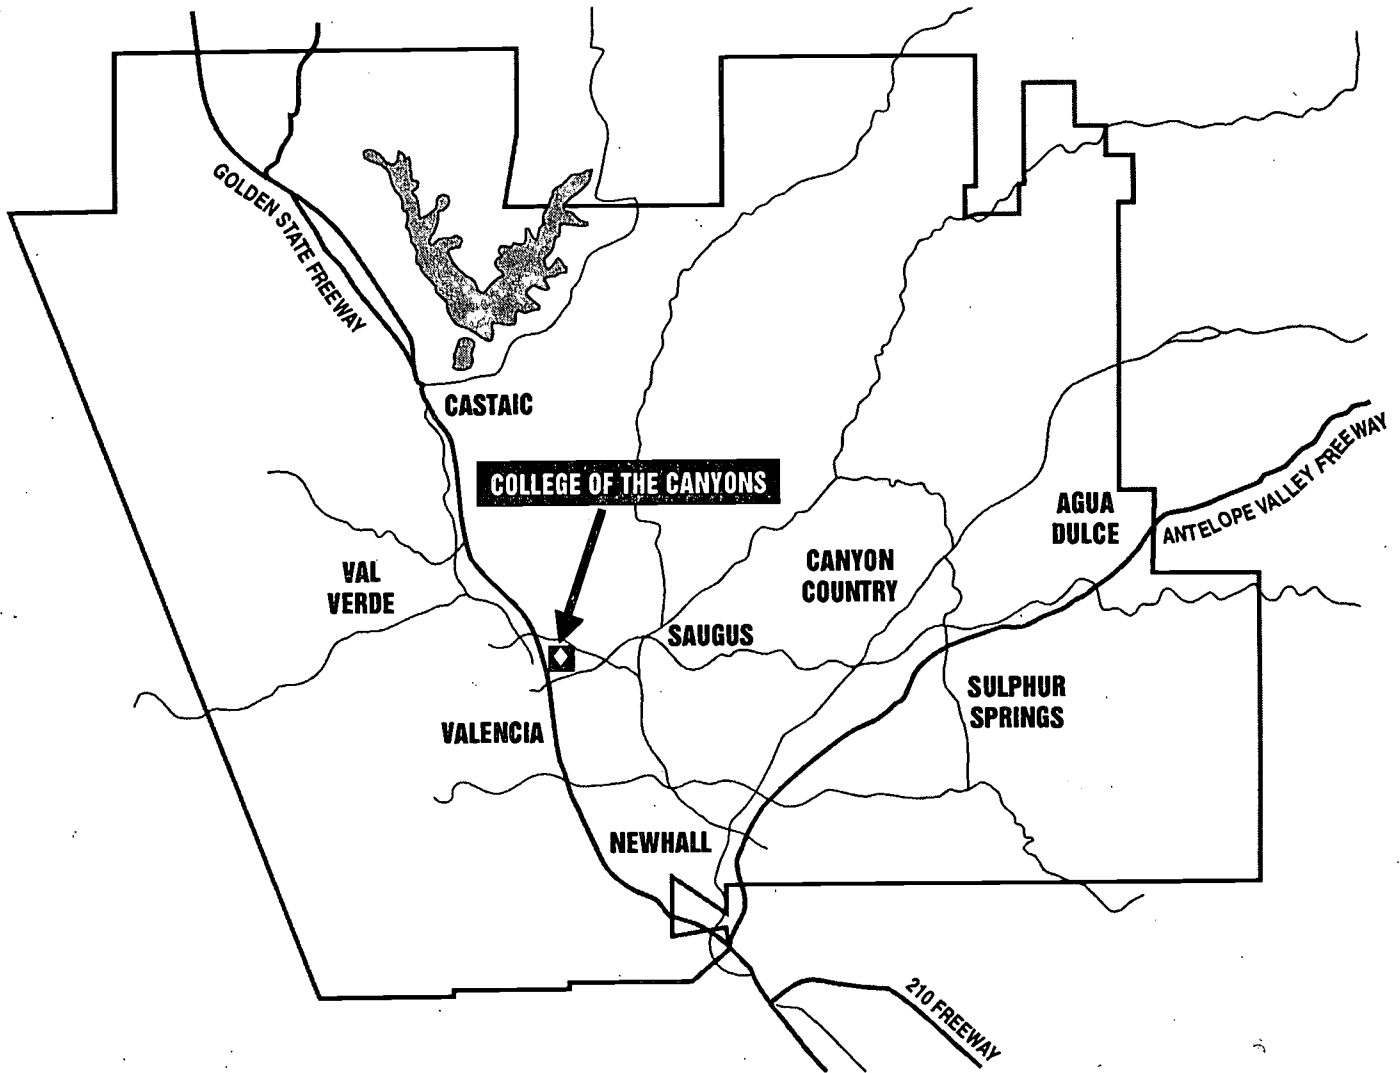 GOLDEN STATE FREEWAY
CASTAIC
COLLEGE OF THE CANYONS
AGUA
DULCE
ANTELOPE VALLEY FREEWAY
CANYON
COUNTRY
VAL
VERDE
SAUGUS
SULPHUR
SPRINGS
VALENCIA
NEWHALL
210 FREEWAY